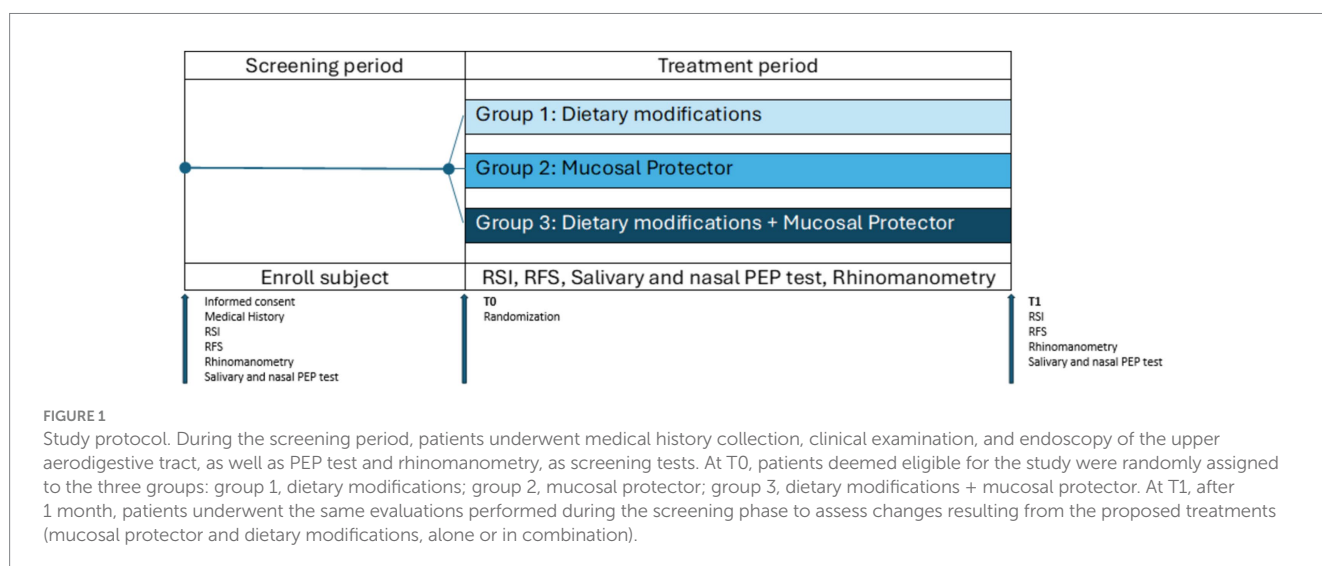 Screening period
Treatment period
Group 1: Dietary modifications
Group 2: Mucosal Protector
Group 3: Dietary modifications + Mucosal Protector
Enroll subject
RSI, RFS, Salivary and nasal PEP test, Rhinomanometry
Informed consent
Medical History
RSI
RFS
Rhinomanometry
Salivary and nasal PEP test
T0
Randomization
T1
RSI
RFS
Rhinomanometry
Salivary and nasal PEP test
FIGURE 1
Study protocol. During the screening period, patients underwent medical history collection, clinical examination, and endoscopy of the upper
aerodigestive tract, as well as PEP test and rhinomanometry, as screening tests. At T0, patients deemed eligible for the study were randomly assigned
to the three groups: group 1, dietary modifications; group 2, mucosal protector; group 3, dietary modifications + mucosal protector. At T1, after
1 month, patients underwent the same evaluations performed during the screening phase to assess changes resulting from the proposed treatments
(mucosal protector and dietary modifications, alone or in combination).